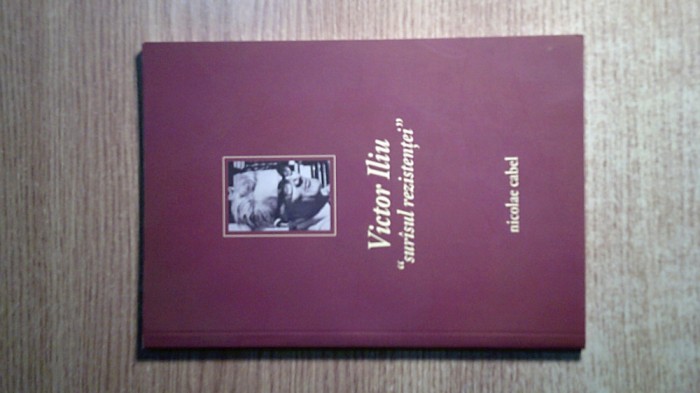 Victor Iliu
“surisul rezistenței”
nicolae cabel